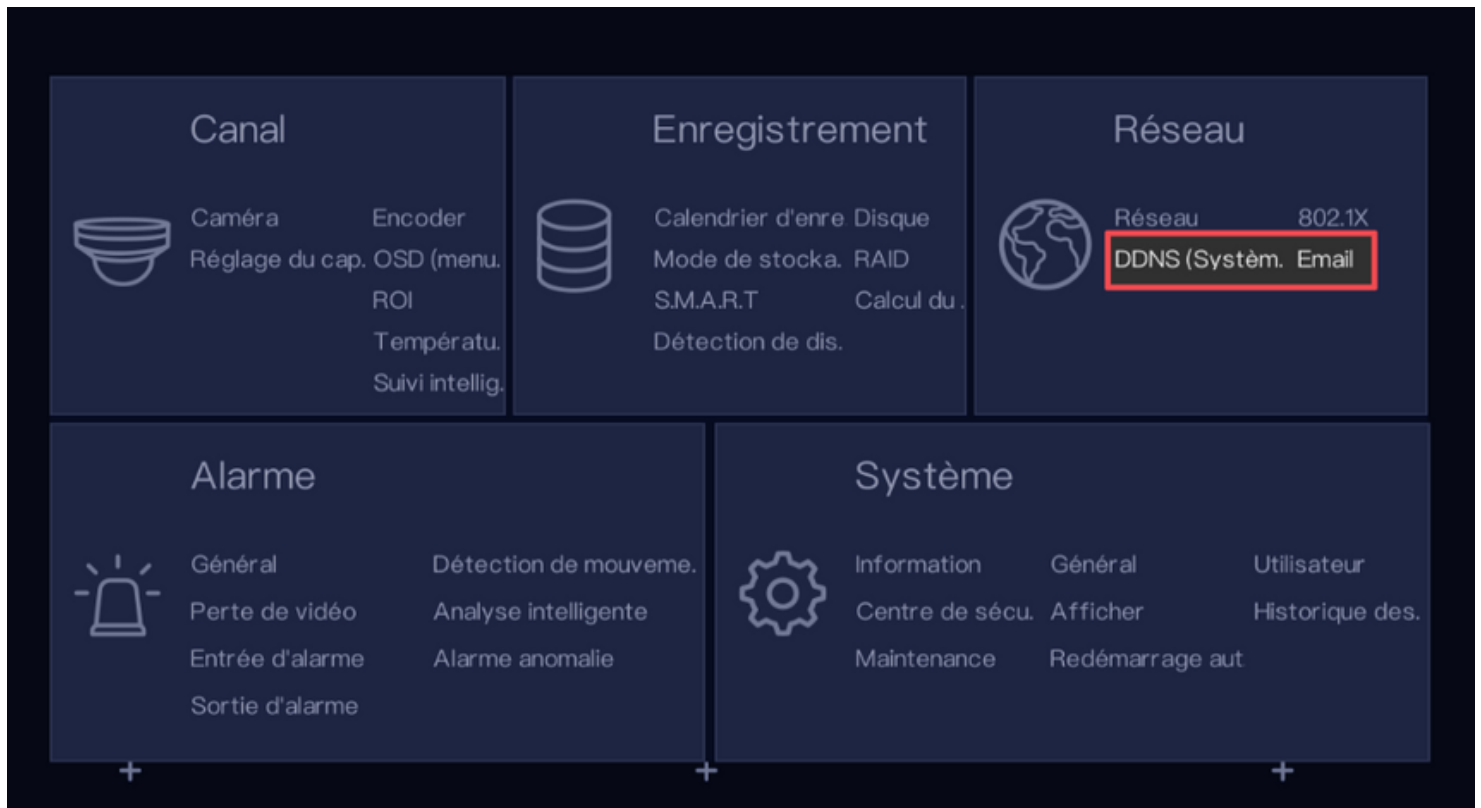 Canal
Caméra
Encoder
Réglage du cap.
OSD (menu.
ROI
Températu.
Suivi intellig.
Enregistrement
Calendrier d'enre
Disque
Mode de stocka.
RAID
S.M.A.R.T
Calcul du .
Détection de dis.
Réseau
Réseau
802.1X
DDNS (Systèm.
Email
Alarme
Général
Détection de mouveme.
Perte de vidéo
Analyse intelligente
Entrée d'alarme
Alarme anomalie
Sortie d'alarme
Système
Information
Général
Utilisateur
Centre de sécu.
Afficher
Historique des.
Maintenance
Redémarrage aut